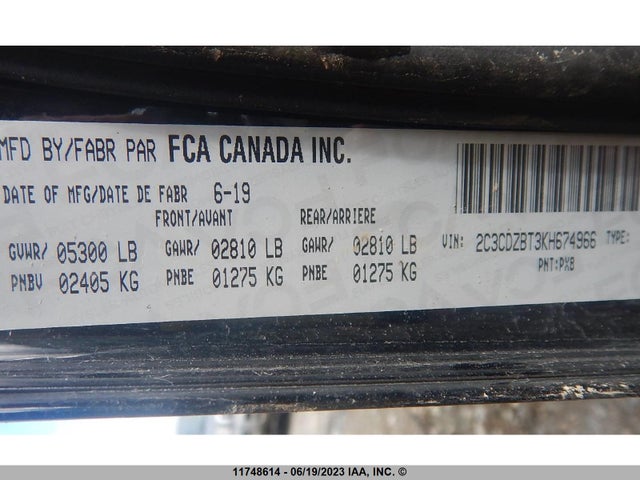 MFD BY/FABR PAR FCA CANADA INC.
DATE OF MFG/DATE DE FABR 6-19
FRONT/AVANT REAR/ARRIERE
GVWR/ 05300 LB GAWR/ 02810 LB GAWR/ 02810 LB
PNBV 02405 KG PNBE 01275 KG PNBE 01275 KG
VIN: 2C3CDZBT3KH674966 TYPE:
PNT:PX8
11748614 - 06/19/2023 IAA, INC. ©